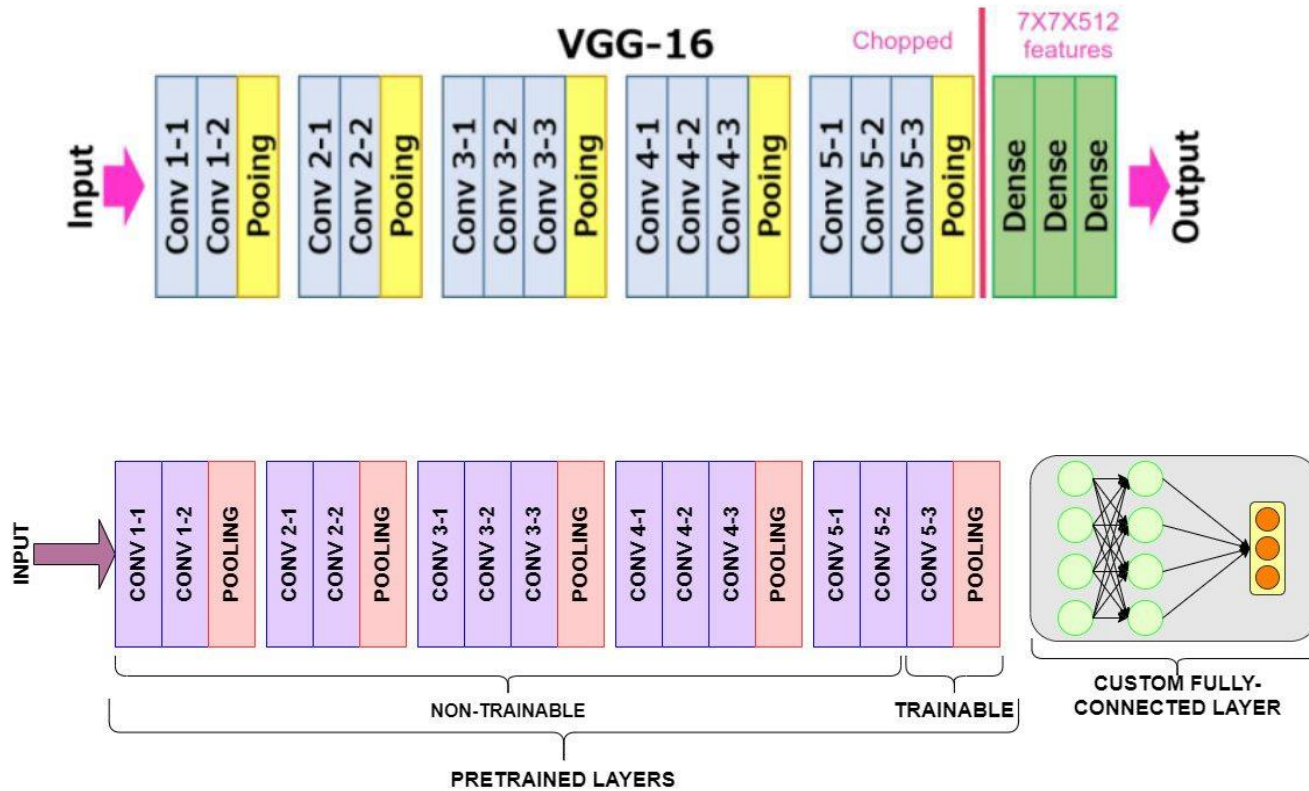 VGG-16
Chopped
7X7X512
features
Input
Conv 1-1
Conv 1-2
Pooing
Conv 2-1
Conv 2-2
Pooing
Conv 3-1
Conv 3-2
Conv 3-3
Pooing
Conv 4-1
Conv 4-2
Conv 4-3
Pooing
Conv 5-1
Conv 5-2
Conv 5-3
Pooing
Dense
Dense
Dense
Output
INPUT
CONV 1-1
CONV 1-2
POOLING
CONV 2-1
CONV 2-2
POOLING
CONV 3-1
CONV 3-2
CONV 3-3
POOLING
CONV 4-1
CONV 4-2
CONV 4-3
POOLING
CONV 5-1
CONV 5-2
CONV 5-3
POOLING
NON-TRAINABLE
TRAINABLE
CUSTOM FULLY-
CONNECTED LAYER
PRETRAINED LAYERS